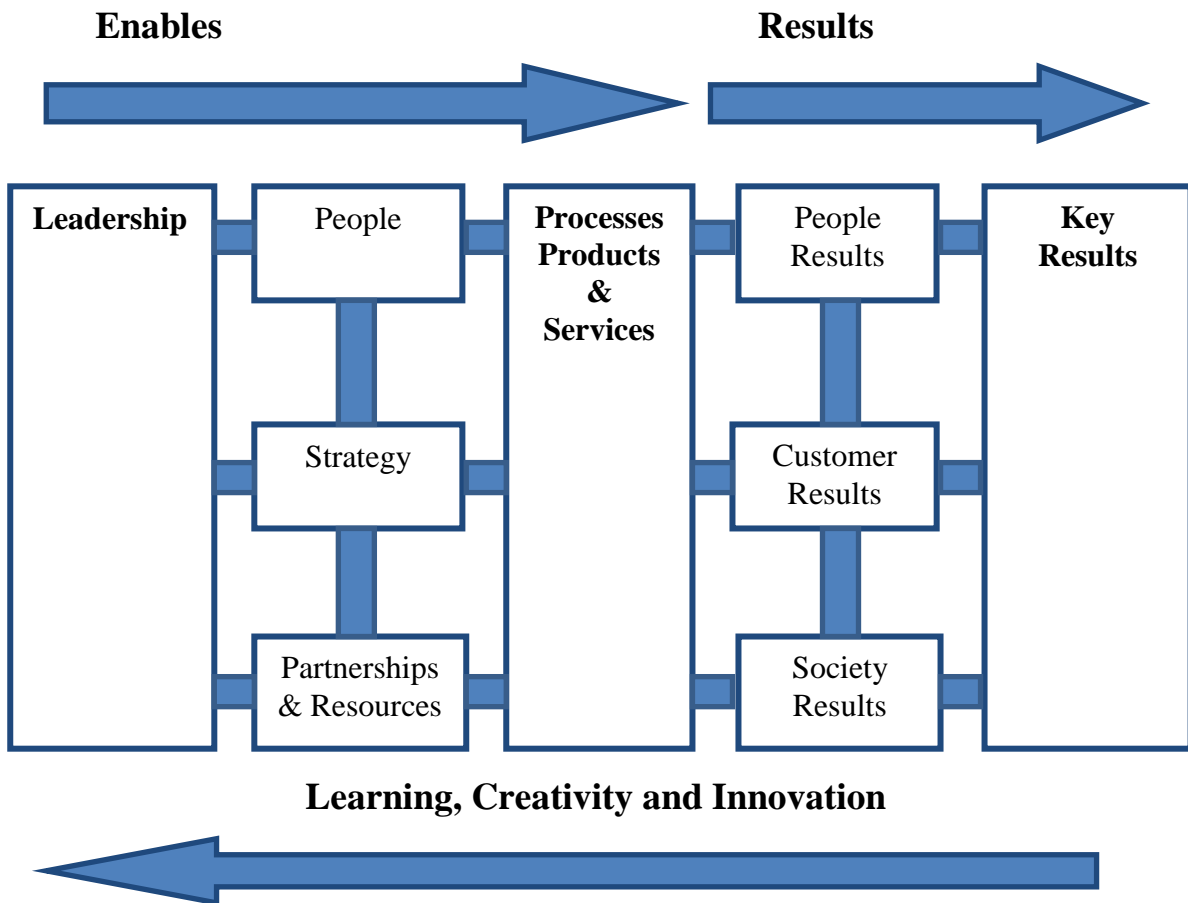 Enables
Results
Leadership
People
Processes
Products
&
Services
People
Results
Key
Results
Strategy
Customer
Results
Partnerships
& Resources
Society
Results
Learning, Creativity and Innovation